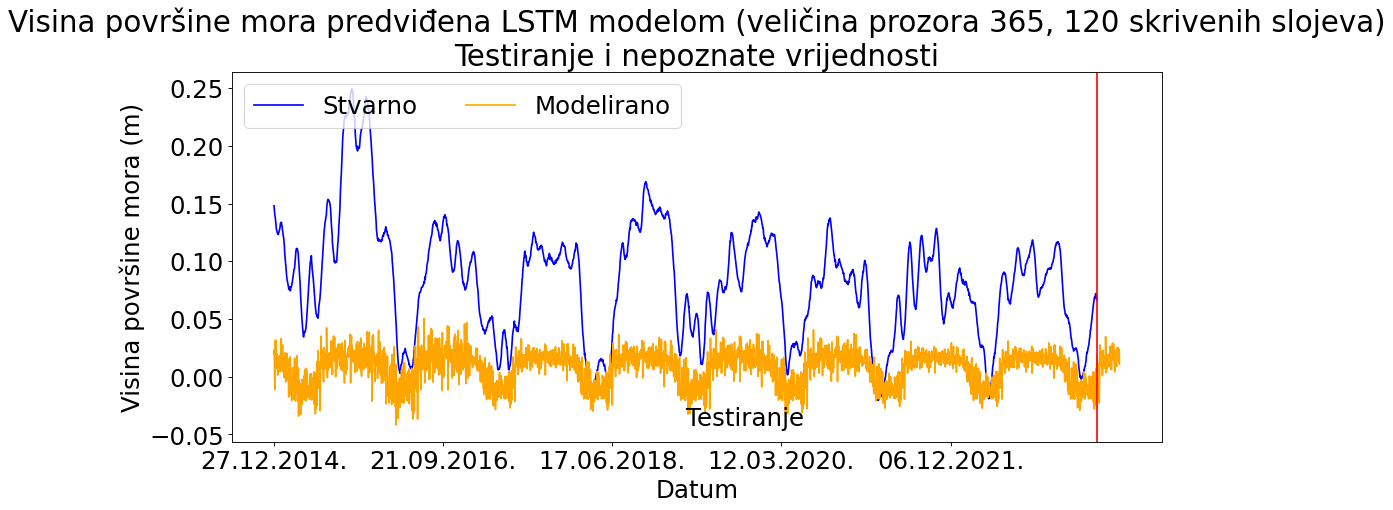 Visina površine mora predviđena LSTM modelom (veličina prozora 365, 120 skrivenih slojeva)
Testiranje i nepoznate vrijednosti
Stvarno
Modelirano
Visina površine mora (m)
0.25
0.20
0.15
0.10
0.05
0.00
−0.05
Testiranje
27.12.2014.
21.09.2016.
17.06.2018.
12.03.2020.
06.12.2021.
Datum